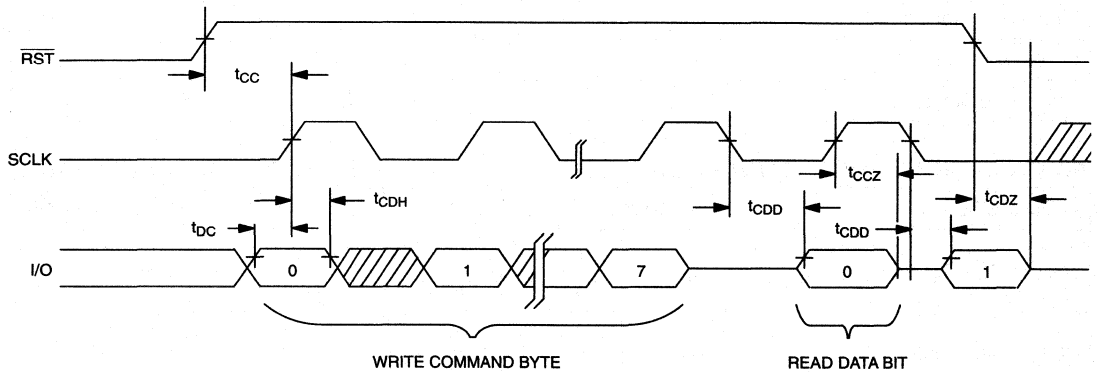 R̅S̅T̅
tCC
SCLK
tCCZ
tCDH
tCDD
tCDZ
tDC
tCDD
I/O
0
1
7
0
1
WRITE COMMAND BYTE
READ DATA BIT